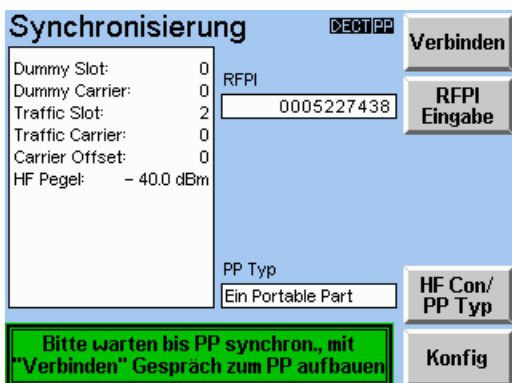 Synchronisierung
DECT PP
Dummy Slot: 0
Dummy Carrier: 0
Traffic Slot: 2
Traffic Carrier: 0
Carrier Offset: 0
HF Pegel: - 40.0 dBm
RFPI
0005227438
PP Typ
Ein Portable Part
Bitte warten bis PP synchron., mit
"Verbinden" Gespräch zum PP aufbauen
Verbinden
RFPI
Eingabe
HF Con/
PP Typ
Konfig